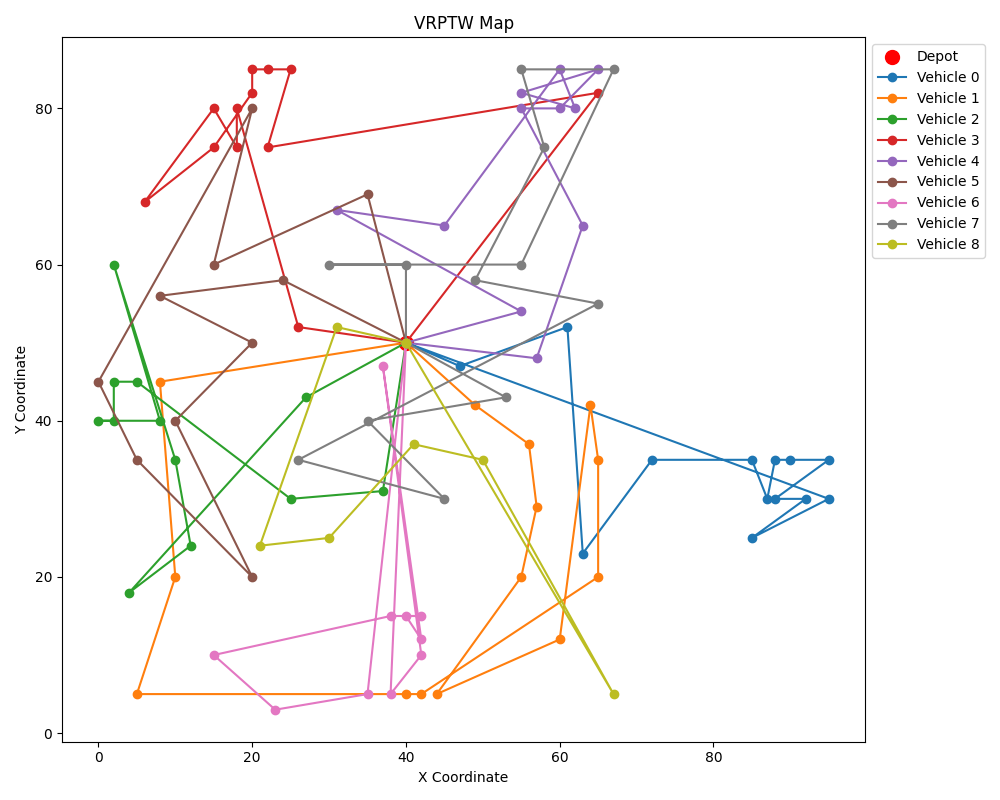 VRPTW Map
Depot
Vehicle 0
Vehicle 1
Vehicle 2
Vehicle 3
Vehicle 4
Vehicle 5
Vehicle 6
Vehicle 7
Vehicle 8
Y Coordinate
80
60
40
20
0
0 20 40 60 80
X Coordinate